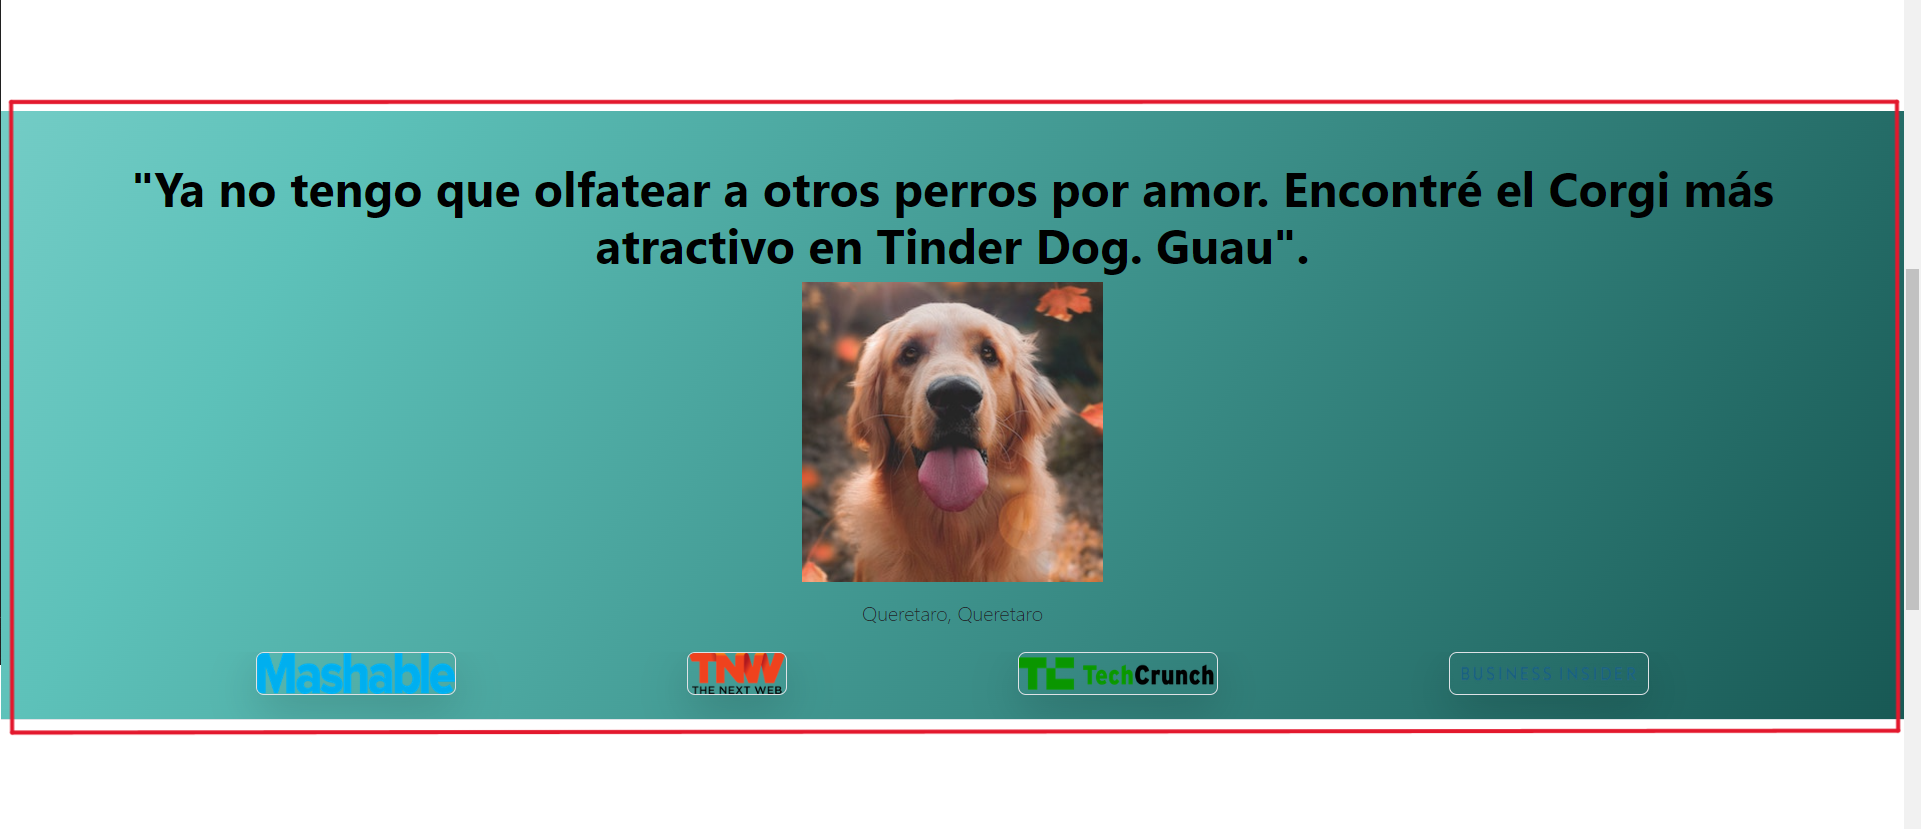 "Ya no tengo que olfatear a otros perros por amor. Encontré el Corgi más
atractivo en Tinder Dog. Guau".
Queretaro, Queretaro
Mashable
TNW
THE NEXT WEB
TC TechCrunch
BUSINESS INSIDER